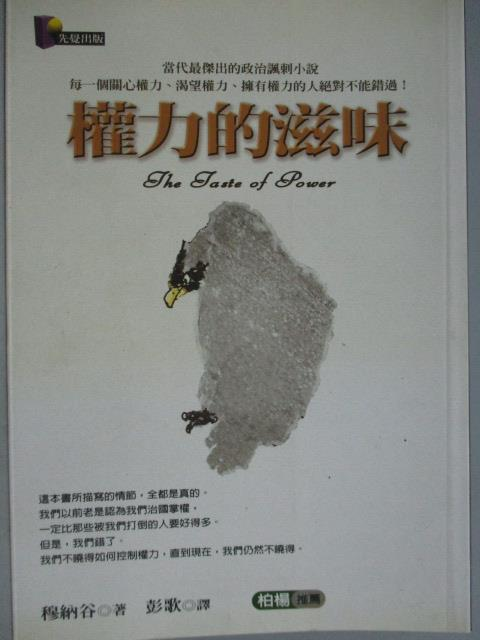 先覺出版
當代最傑出的政治諷刺小說
每一個關心權力、渴望權力、擁有權力的人絕對不能錯過！
權力的滋味
The Taste of Power
這本書所描寫的情節，全都是真的。
我們以前老是認為我們治國掌權，
一定比那些被我們打倒的人要好得多。
但是，我們錯了。
我們不曉得如何控制權力，直到現在，我們仍然不曉得。
穆納谷◎著 彭歌◎譯 柏楊 推薦